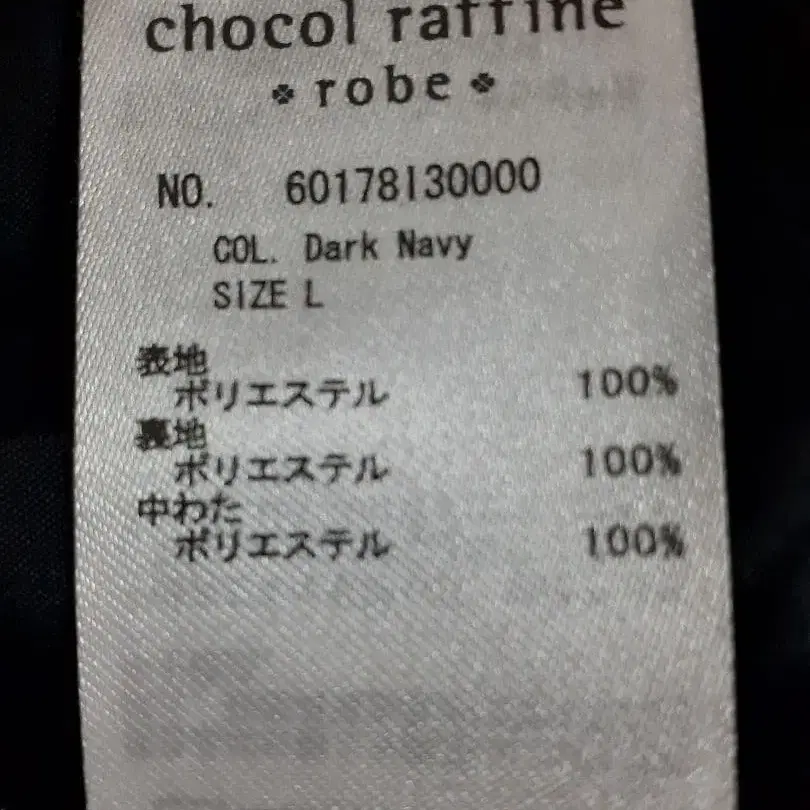 chocol raffine
robe
NO. 60178130000
COL. Dark Navy
SIZE L
表地
ポリエステル 100%
裏地
ポリエステル 100%
中わた
ポリエステル 100%